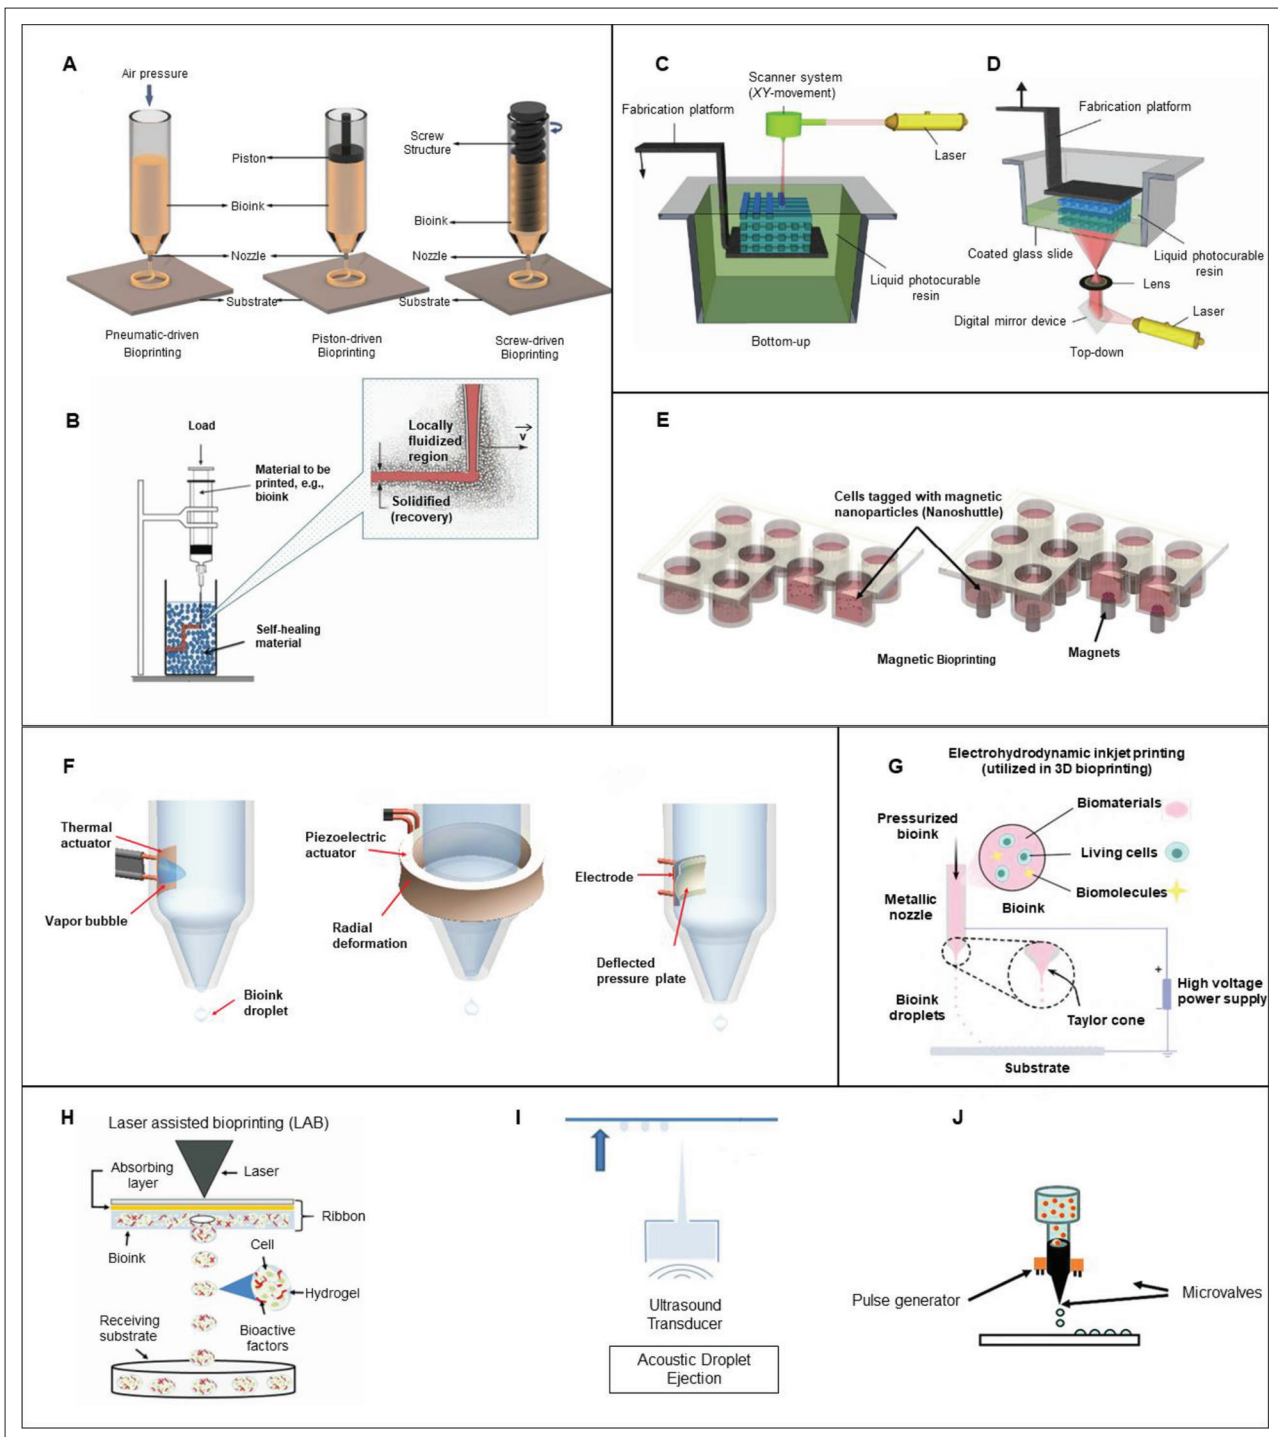 A
Air pressure
Piston
Bioink
Nozzle
Substrate
Screw
Structure
Bioink
Nozzle
Substrate
Pneumatic-driven
Bioprinting
Piston-driven
Bioprinting
Screw-driven
Bioprinting
B
Load
Material to be
printed, e.g.,
bioink
Self-healing
material
Locally
fluidized
region
v
Solidified
(recovery)
C
Scanner system
(XY-movement)
Fabrication platform
Laser
Liquid photocurable
resin
Bottom-up
D
Fabrication platform
Coated glass slide
Liquid photocurable
resin
Lens
Laser
Digital mirror device
Top-down
E
Cells tagged with magnetic
nanoparticles (Nanoshuttle)
Magnetic Bioprinting
Magnets
F
Thermal
actuator
Vapor bubble
Bioink
droplet
Piezoelectric
actuator
Radial
deformation
Electrode
Deflected
pressure plate
G
Electrohydrodynamic inkjet printing
(utilized in 3D bioprinting)
Pressurized
bioink
Biomaterials
Living cells
Biomolecules
Bioink
Metallic
nozzle
Bioink
droplets
Taylor cone
+
High voltage
power supply
Substrate
H
Laser assisted bioprinting (LAB)
Absorbing
layer
Laser
Ribbon
Bioink
Cell
Hydrogel
Bioactive
factors
Receiving
substrate
I
Ultrasound
Transducer
Acoustic Droplet
Ejection
J
Pulse generator
Microvalves